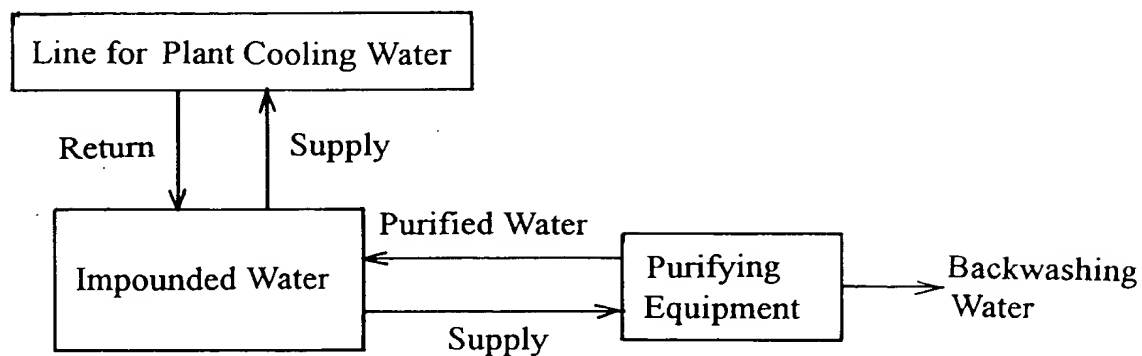 Line for Plant Cooling Water
Return
Supply
Purified Water
Impounded Water
Purifying
Equipment
Backwashing
Water
Supply